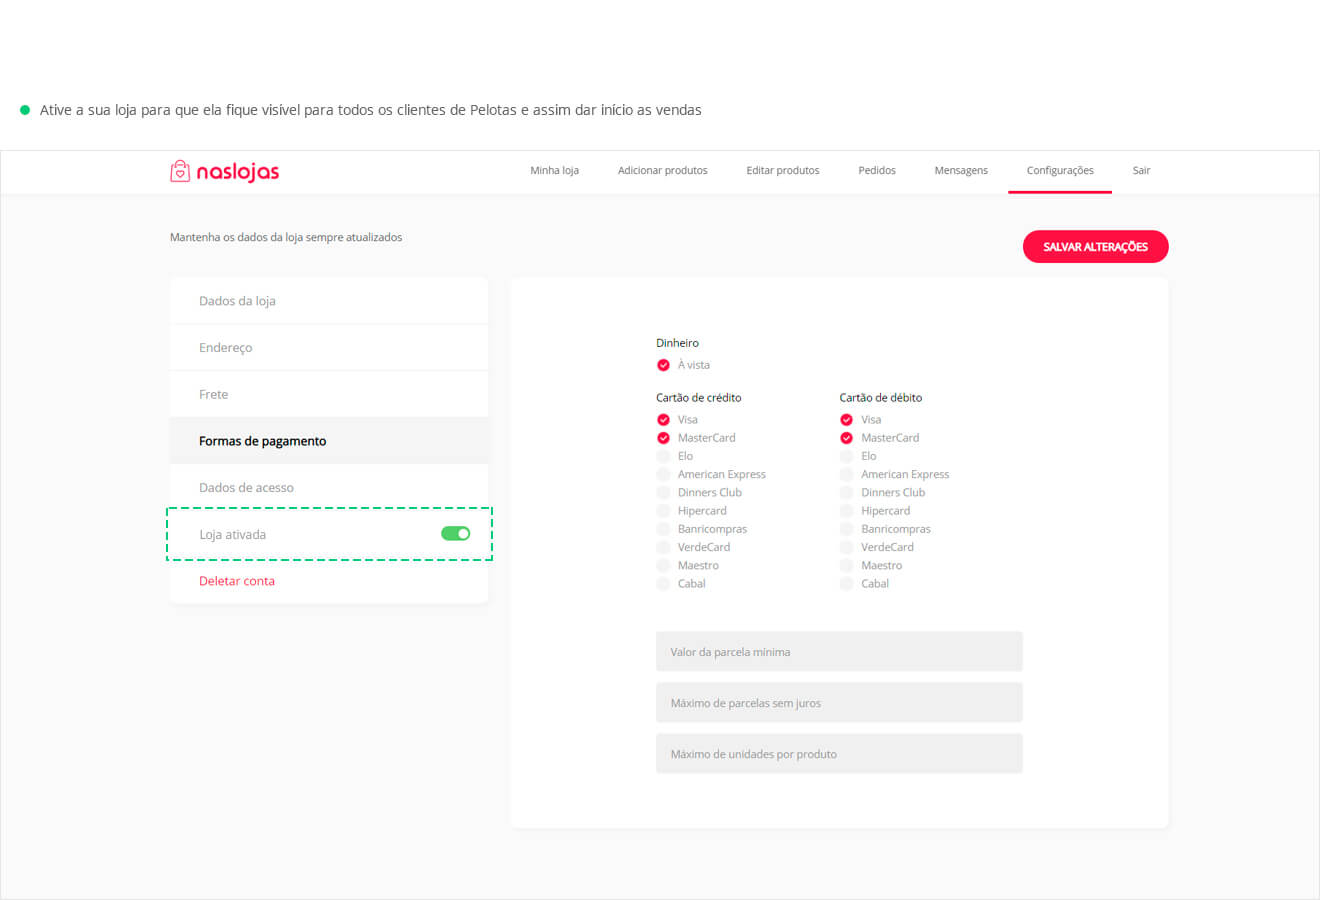 Ative a sua loja para que ela fique visível para todos os clientes de Pelotas e assim dar início as vendas
naslojas
Minha loja Adicionar produtos Editar produtos Pedidos Mensagens Configurações Sair
Mantenha os dados da loja sempre atualizados
SALVAR ALTERAÇÕES
Dados da loja
Endereço
Frete
Formas de pagamento
Dados de acesso
Loja ativada
Deletar conta
Dinheiro
À vista
Cartão de crédito
Visa
MasterCard
Elo
American Express
Dinners Club
Hipercard
Banricompras
VerdeCard
Maestro
Cabal
Cartão de débito
Visa
MasterCard
Elo
American Express
Dinners Club
Hipercard
Banricompras
VerdeCard
Maestro
Cabal
Valor da parcela mínima
Máximo de parcelas sem juros
Máximo de unidades por produto